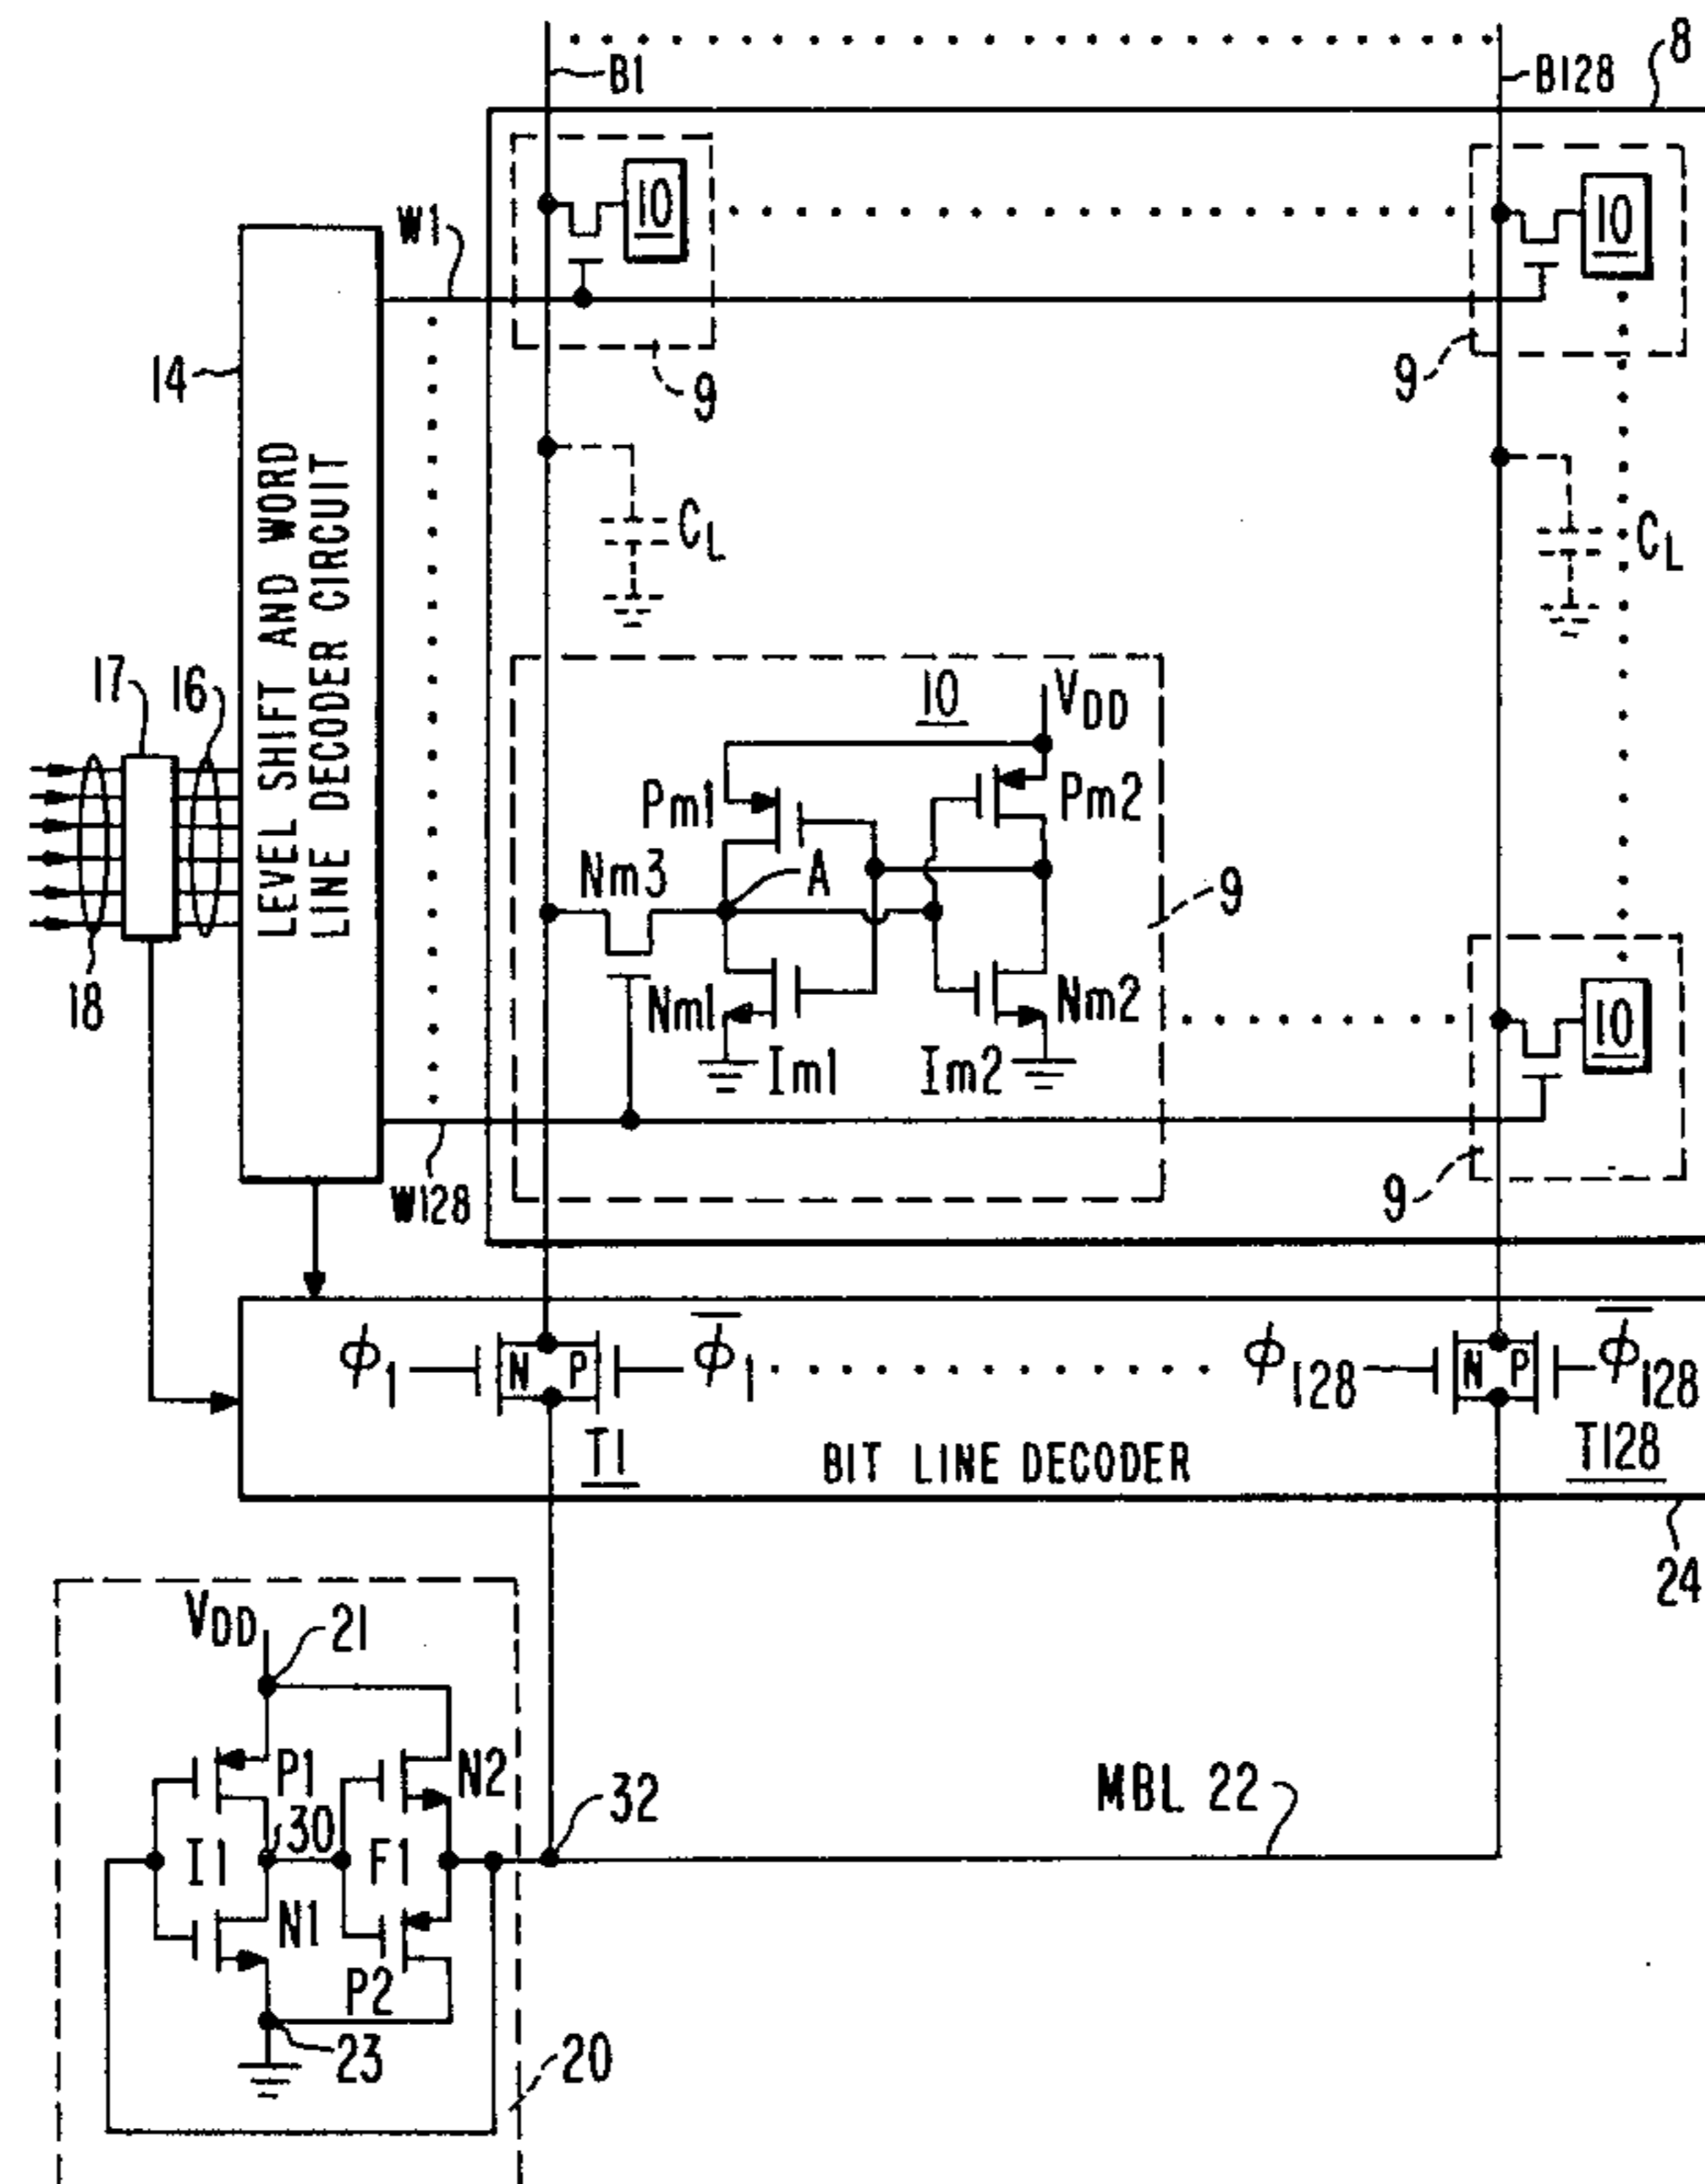 B1
B128
8
10
10
W1
14
9
9
LEVEL SHIFT AND WORD
LINE DECODER CIRCUIT
CL
CL
17
16
18
10
VDD
Pm1
Pm2
Nm3
A
9
Nm1
Nm2
Im1
Im2
10
W128
9
ϕ1
N P
ϕ̅1
ϕ128
N P
ϕ̅128
T1
BIT LINE DECODER
T128
24
VDD
21
P1
N2
30
32
MBL 22
I1
F1
N1
P2
23
20